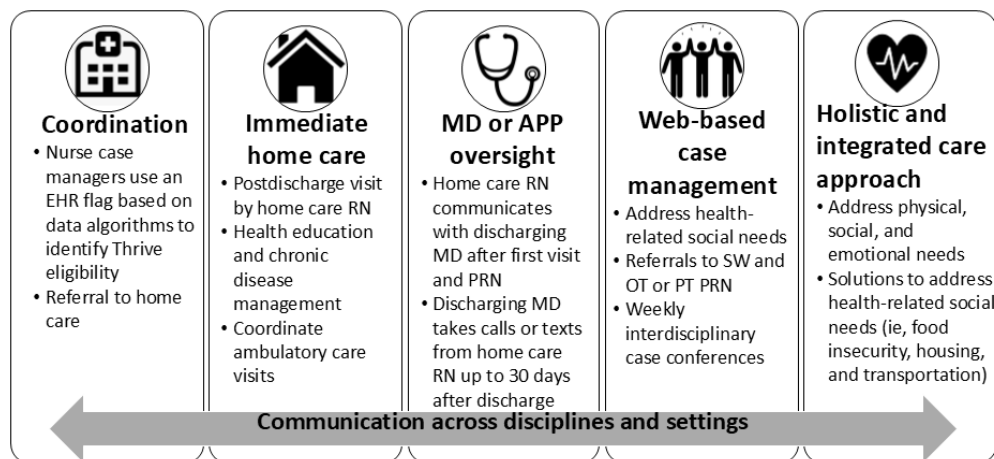 Coordination
• Nurse case
managers use an
EHR flag based on
data algorithms to
identify Thrive
eligibility
• Referral to home
care
Immediate
home care
• Postdischarge visit
by home care RN
• Health education
and chronic
disease
management
• Coordinate
ambulatory care
visits
MD or APP
oversight
• Home care RN
communicates
with discharging
MD after first visit
and PRN
• Discharging MD
takes calls or texts
from home care
RN up to 30 days
after discharge
Web-based
case
management
• Address health-
related social needs
• Referrals to SW and
OT or PT PRN
• Weekly
interdisciplinary
case conferences
Holistic and
integrated care
approach
• Address physical,
social, and
emotional needs
• Solutions to address
health-related social
needs (ie, food
insecurity, housing,
and transportation)
Communication across disciplines and settings